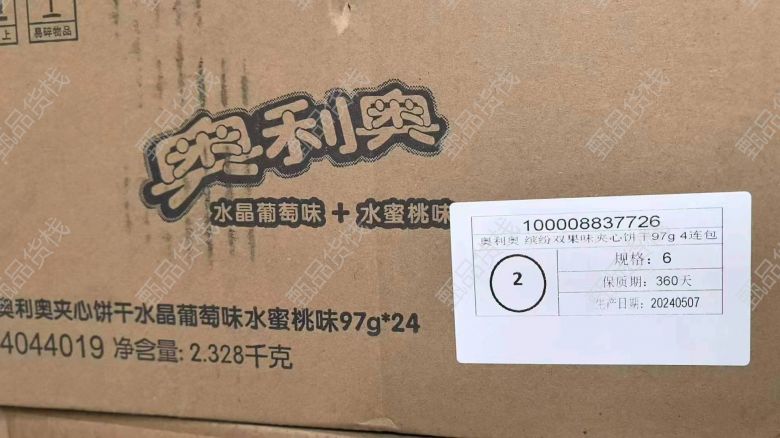 上
易碎物品
奥利奥
水晶葡萄味 + 水蜜桃味
100008837726
奥利奥 缤纷双果味夹心饼干97g 4连包
2
规格：6
保质期：360天
生产日期：20240507
奥利奥夹心饼干水晶葡萄味水蜜桃味97g*24
4044019 净含量: 2.328千克
甄品货栈